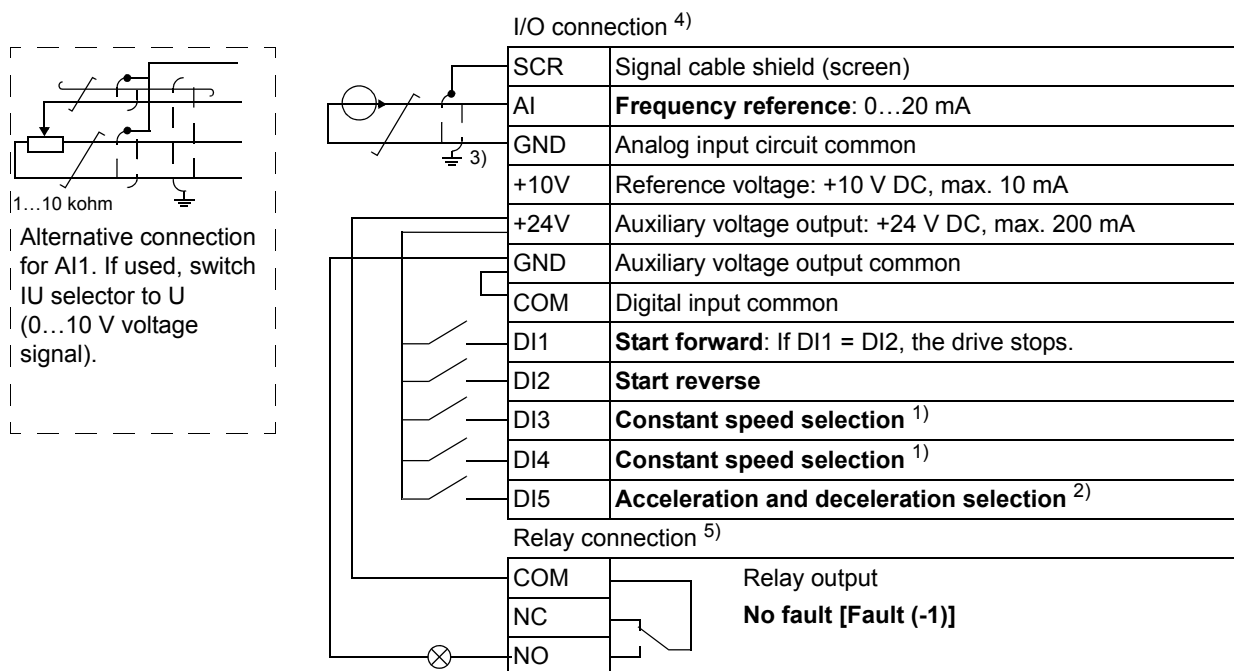 I/O connection 4)
SCR Signal cable shield (screen)
AI Frequency reference: 0…20 mA
GND Analog input circuit common
3)
+10V Reference voltage: +10 V DC, max. 10 mA
1…10 kohm
+24V Auxiliary voltage output: +24 V DC, max. 200 mA
GND Auxiliary voltage output common
COM Digital input common
DI1 Start forward: If DI1 = DI2, the drive stops.
DI2 Start reverse
DI3 Constant speed selection 1)
DI4 Constant speed selection 1)
DI5 Acceleration and deceleration selection 2)
Alternative connection
for AI1. If used, switch
IU selector to U
(0…10 V voltage
signal).
Relay connection 5)
COM Relay output
NC No fault [Fault (-1)]
NO